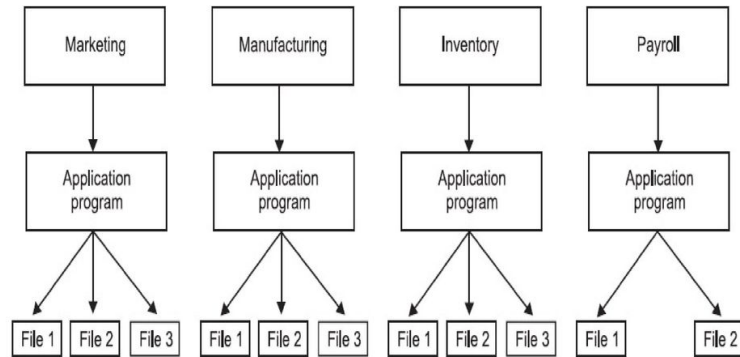 Marketing
Manufacturing
Inventory
Payroll
Application
program
Application
program
Application
program
Application
program
File 1
File 2
File 3
File 1
File 2
File 3
File 1
File 2
File 3
File 1
File 2